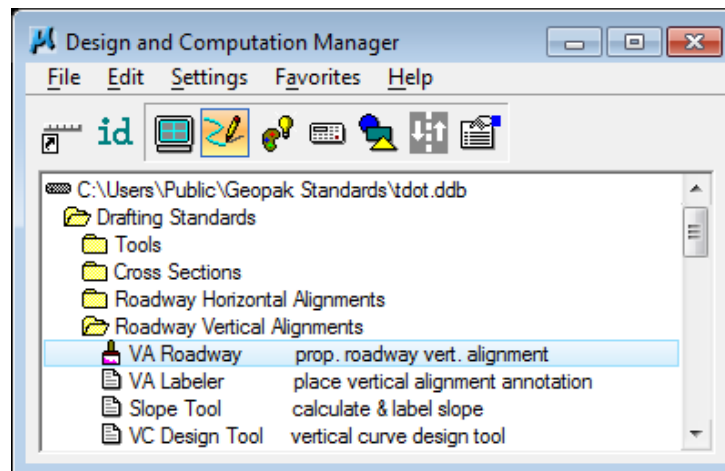 Design and Computation Manager
File Edit Settings Favorites Help
id
C:\Users\Public\Geopak Standards\tdot.ddb
Drafting Standards
Tools
Cross Sections
Roadway Horizontal Alignments
Roadway Vertical Alignments
VA Roadway prop. roadway vert. alignment
VA Labeler place vertical alignment annotation
Slope Tool calculate & label slope
VC Design Tool vertical curve design tool